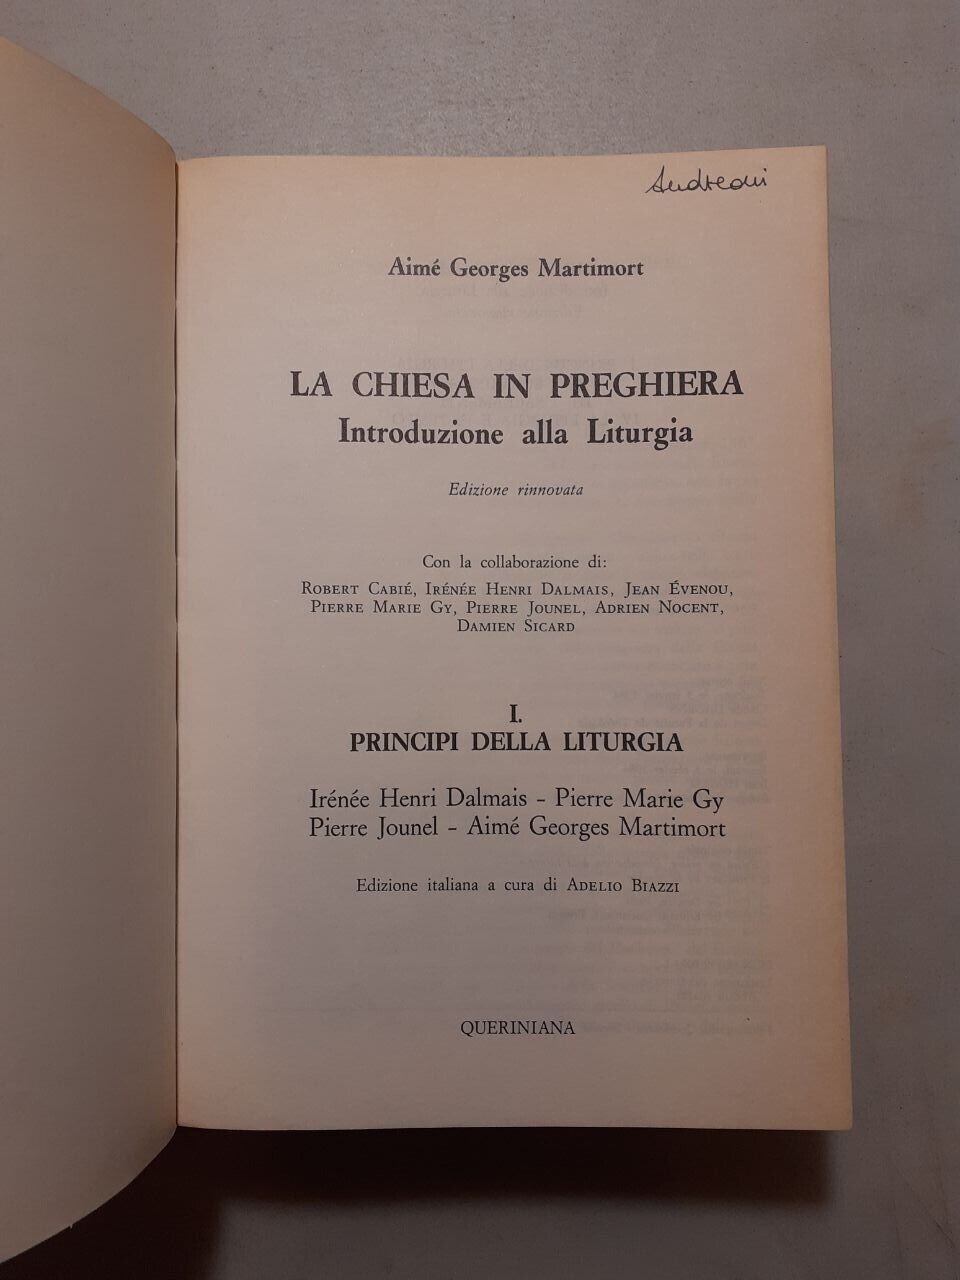 Andreoni
Aimé Georges Martimort
LA CHIESA IN PREGHIERA
Introduzione alla Liturgia
Edizione rinnovata
Con la collaborazione di:
ROBERT CABIÉ, IRÉNÉE HENRI DALMAIS, JEAN ÉVENOU,
PIERRE MARIE GY, PIERRE JOUNEL, ADRIEN NOCENT,
DAMIEN SICARD
I.
PRINCIPI DELLA LITURGIA
Irénée Henri Dalmais - Pierre Marie Gy
Pierre Jounel - Aimé Georges Martimort
Edizione italiana a cura di ADELIO BIAZZI
QUERINIANA